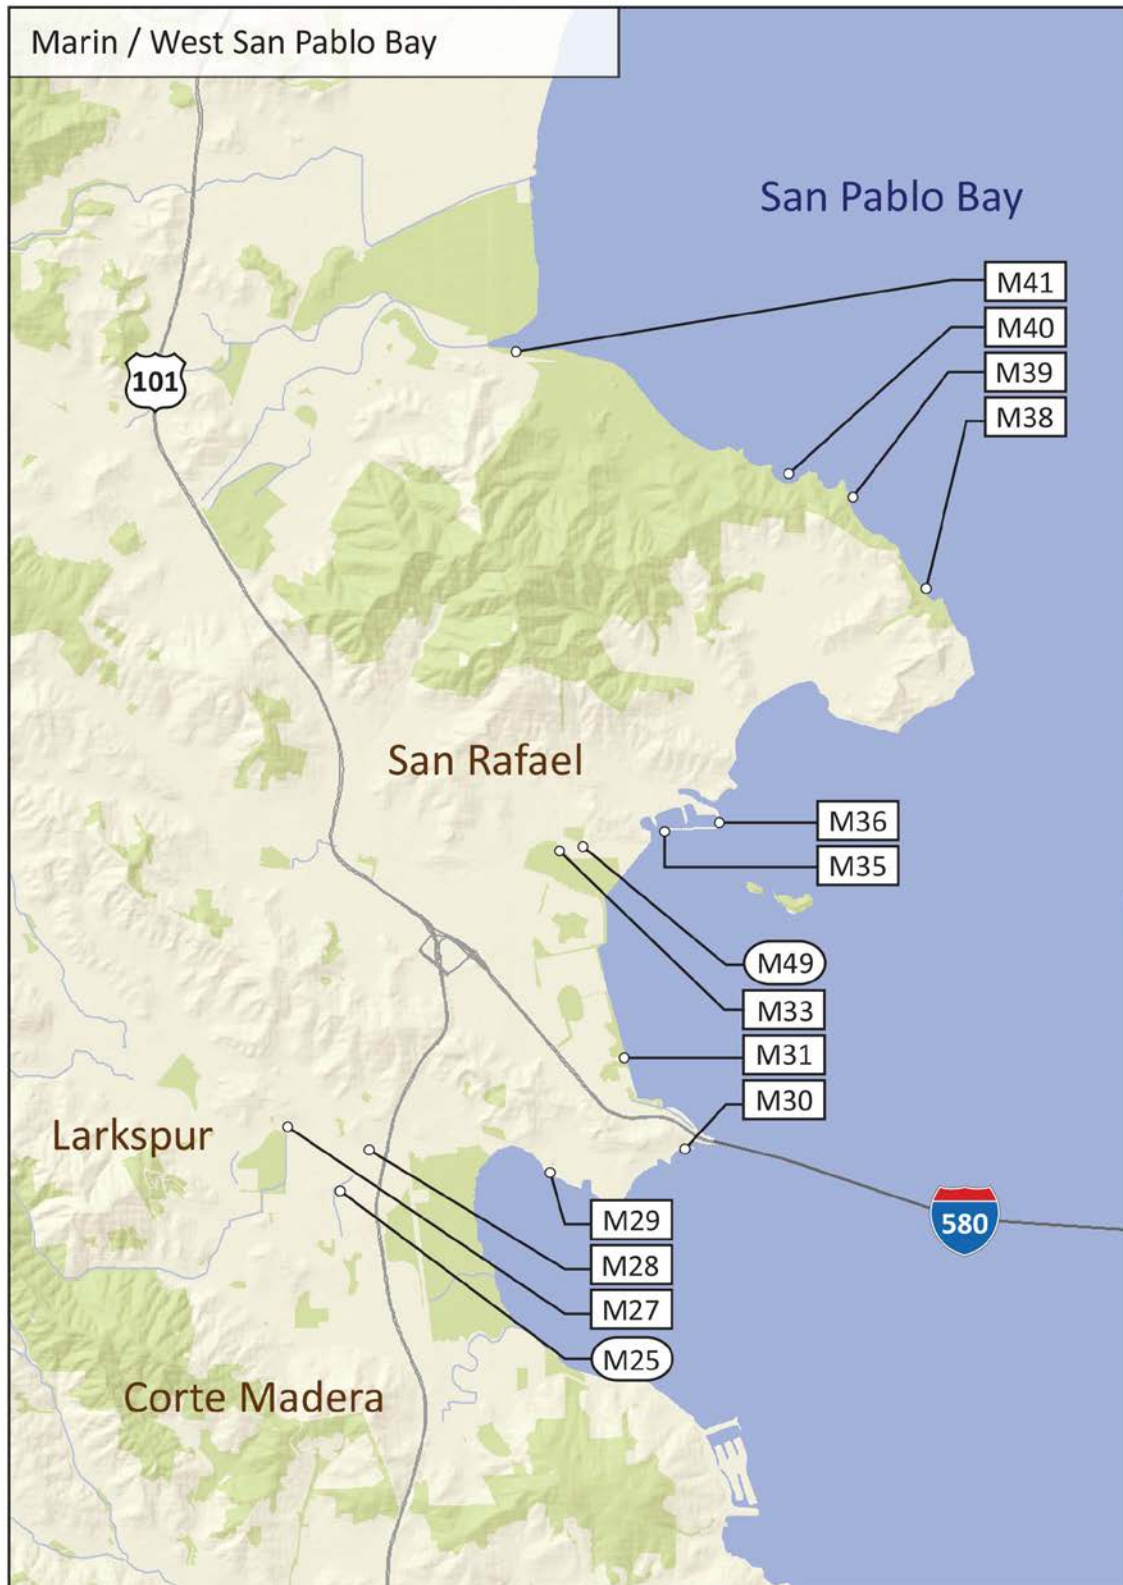 Marin / West San Pablo Bay
San Pablo Bay
M41
M40
M39
M38
101
San Rafael
M36
M35
M49
M33
M31
M30
Larkspur
M29
580
M28
M27
M25
Corte Madera